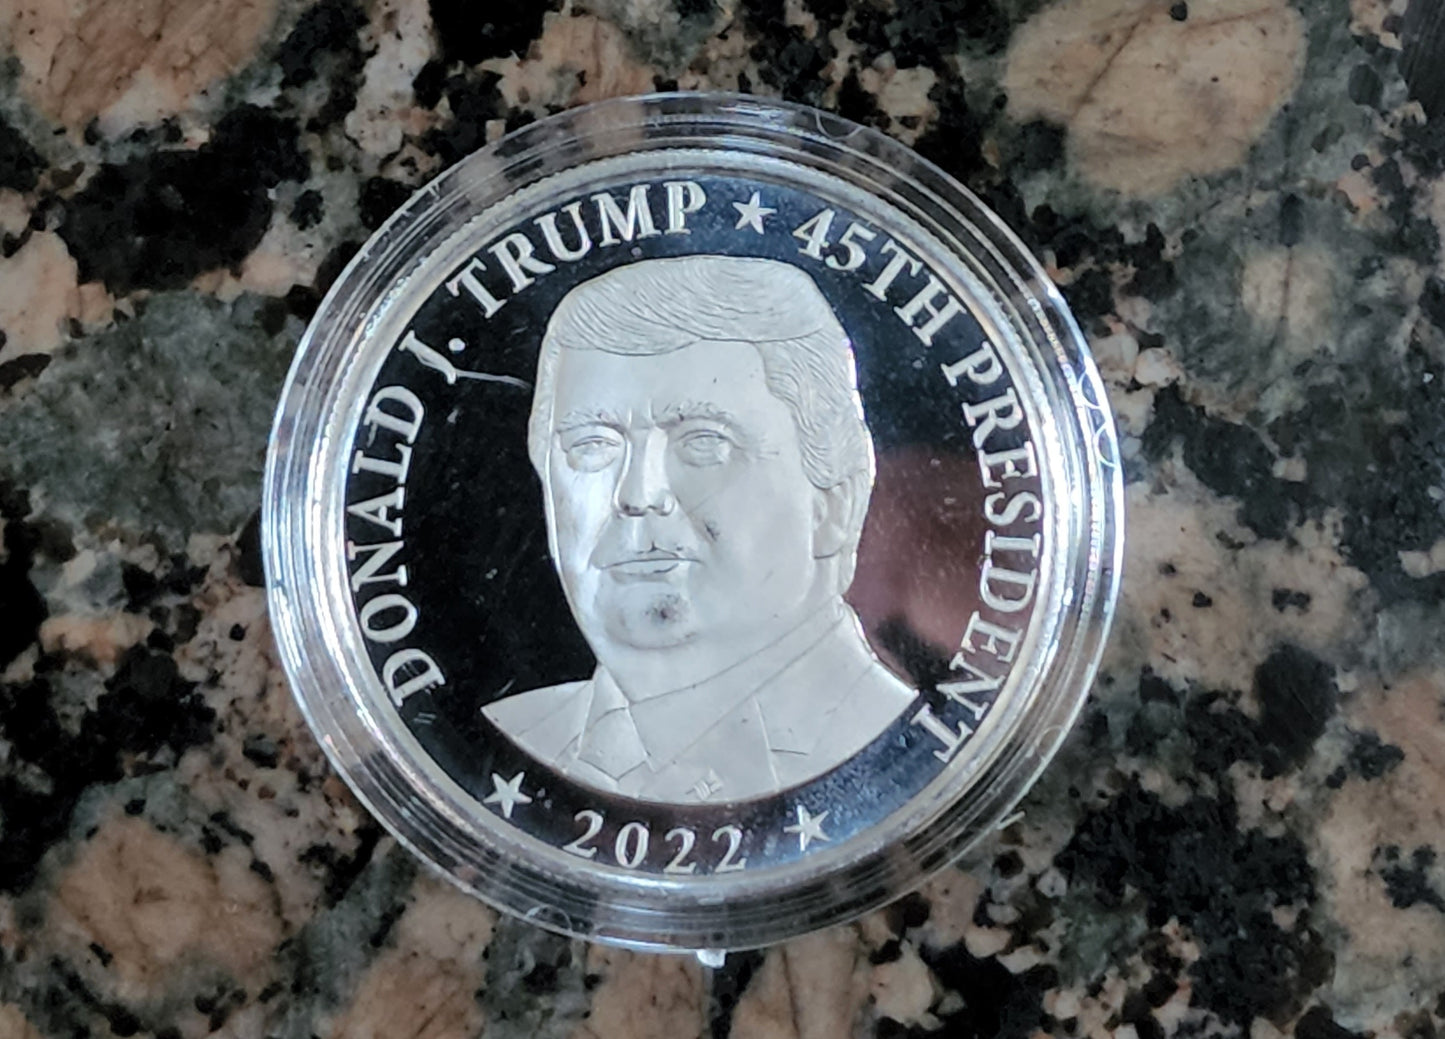 DONALD J. TRUMP ★ 45TH PRESIDENT
★ 2022 ★